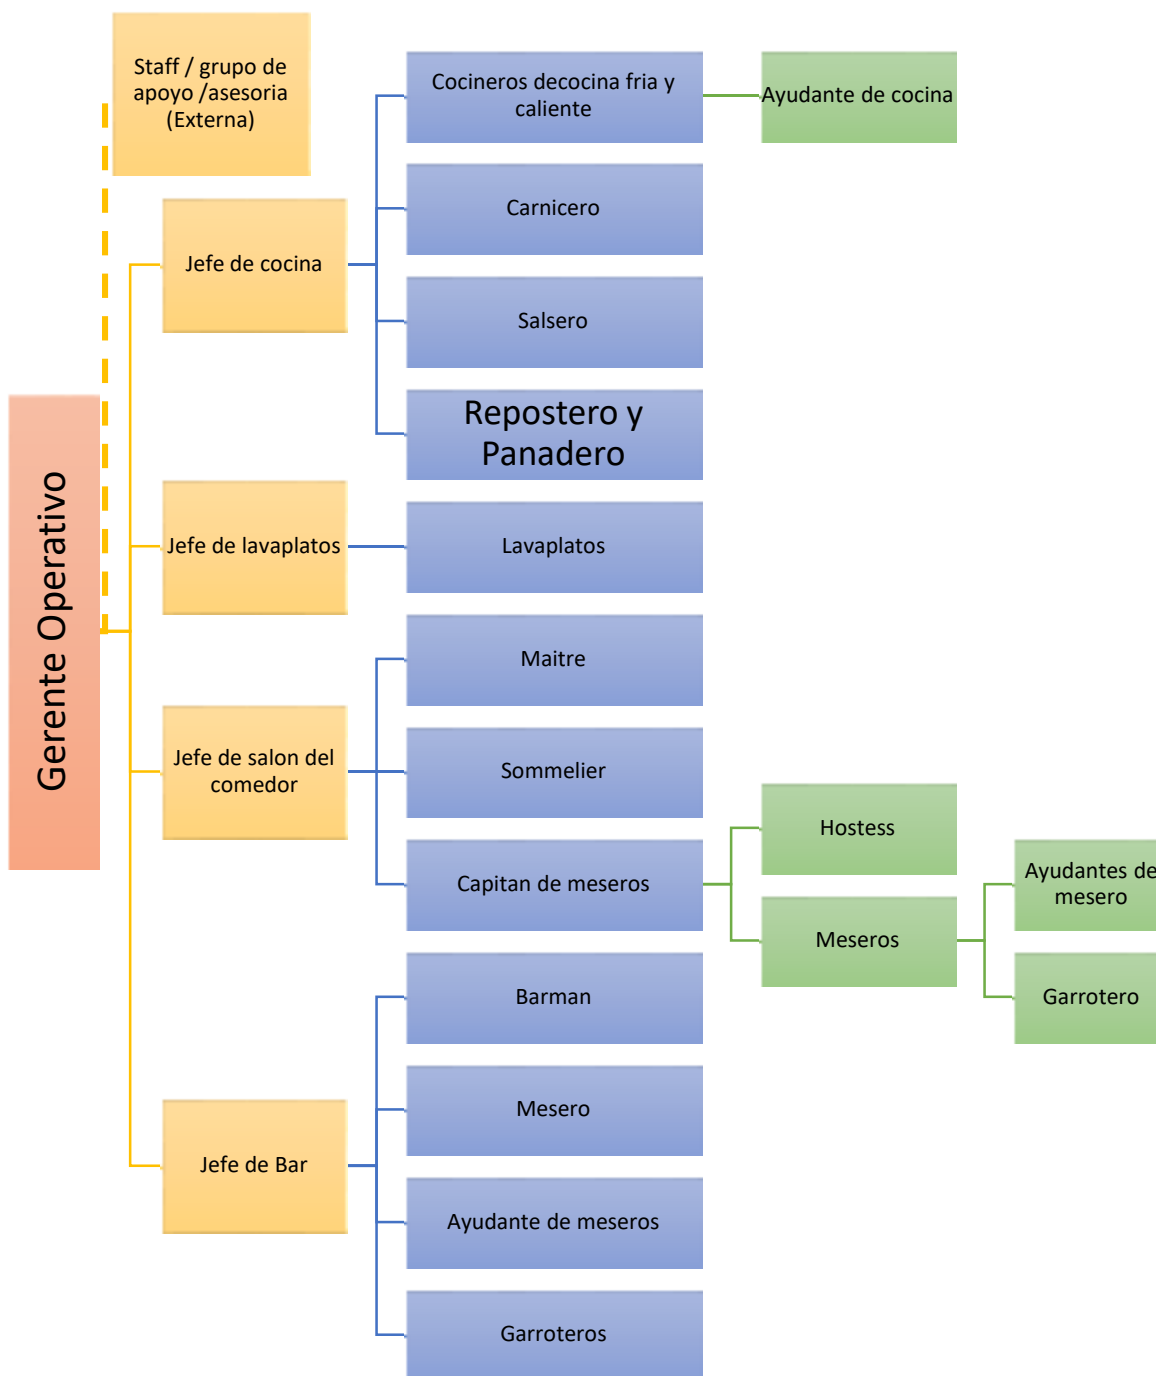 Gerente Operativo
Staff / grupo de
apoyo /asesoria
(Externa)
Jefe de cocina
Cocineros decocina fria y
caliente
Ayudante de cocina
Carnicero
Salsero
Repostero y
Panadero
Jefe de lavaplatos
Lavaplatos
Jefe de salon del
comedor
Maitre
Sommelier
Capitan de meseros
Hostess
Meseros
Ayudantes de
mesero
Garrotero
Jefe de Bar
Barman
Mesero
Ayudante de meseros
Garroteros